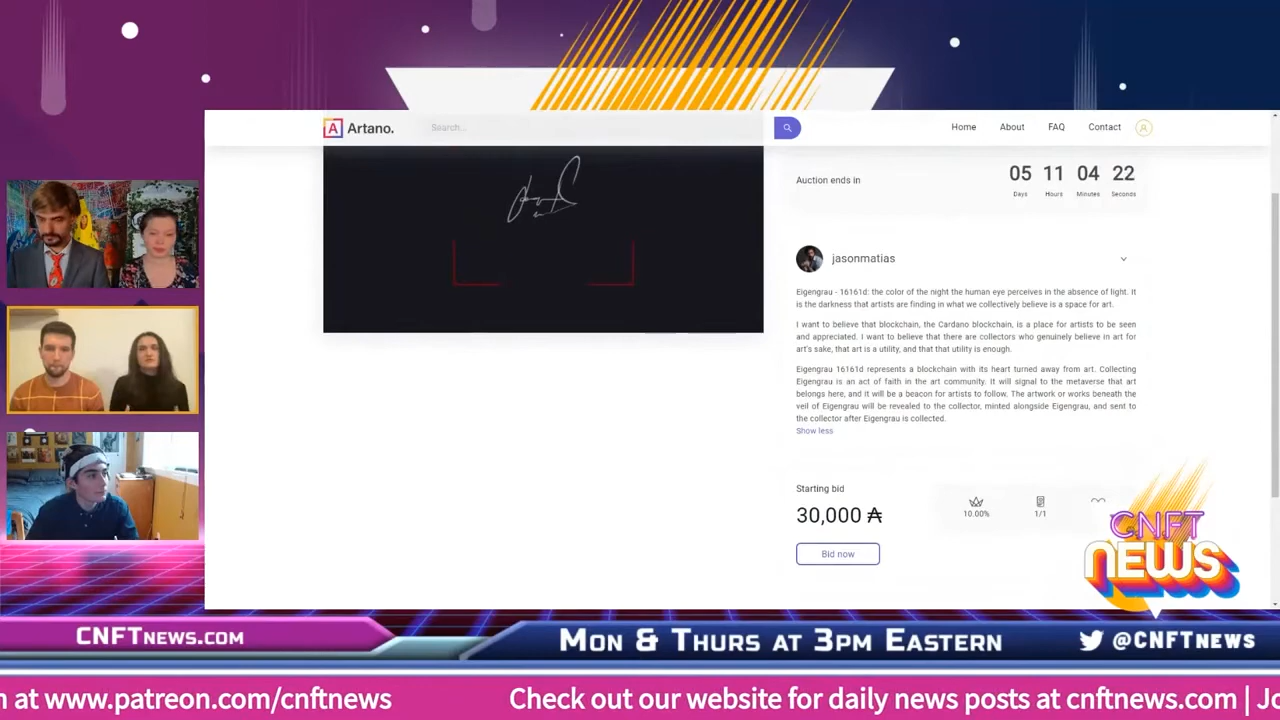 A Artano.
Search...
Home About FAQ Contact
Auction ends in
05 11 04 22
Days Hours Minutes Seconds
jasonmatias
Eigengrau - 16161d: the color of the night the human eye perceives in the absence of light. It
is the darkness that artists are finding in what we collectively believe is a space for art.
I want to believe that blockchain, the Cardano blockchain, is a place for artists to be seen
and appreciated. I want to believe that there are collectors who genuinely believe in art for
art's sake, that art is a utility, and that that utility is enough.
Eigengrau 16161d represents a blockchain with its heart turned away from art. Collecting
Eigengrau is an act of faith in the art community. It will signal to the metaverse that art
belongs here, and it will be a beacon for artists to follow. The artwork or works beneath the
veil of Eigengrau will be revealed to the collector, minted alongside Eigengrau, and sent to
the collector after Eigengrau is collected.
Show less
Starting bid
30,000 ₳
10.00% 1/1
Bid now
CNFT
NEWS
CNFTNEWS.COM
MON & THURS AT 3PM EASTERN
@CNFTNEWS
n at www.patreon.com/cnftnews Check out our website for daily news posts at cnftnews.com | Jo